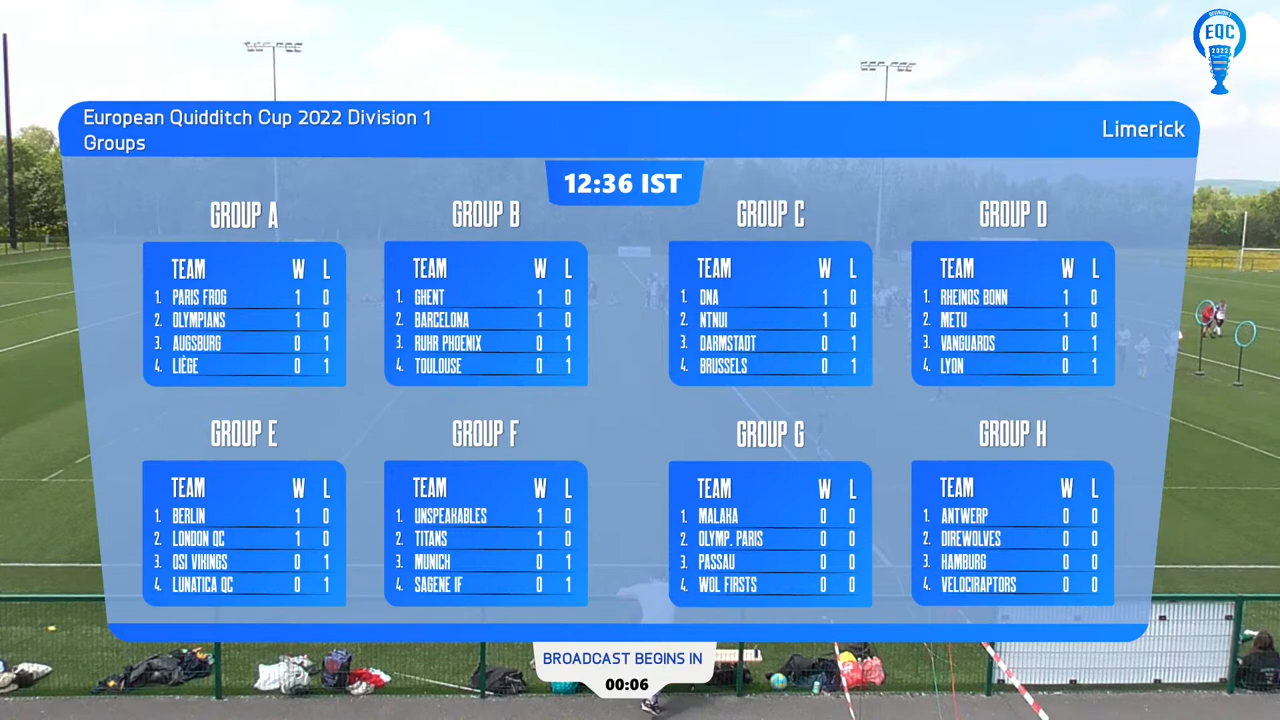 DIVISION 1
EQC
2022
European Quidditch Cup 2022 Division 1
Groups
Limerick
12:36 IST
GROUP A
TEAM W L
1. PARIS FROG 1 0
2. OLYMPIANS 1 0
3. AUGSBURG 0 1
4. LIÈGE 0 1
GROUP B
TEAM W L
1. GHENT 1 0
2. BARCELONA 1 0
3. RUHR PHOENIX 0 1
4. TOULOUSE 0 1
GROUP C
TEAM W L
1. DNA 1 0
2. NTNUI 1 0
3. DARMSTADT 0 1
4. BRUSSELS 0 1
GROUP D
TEAM W L
1. RHEINOS BONN 1 0
2. METU 1 0
3. VANGUARDS 0 1
4. LYON 0 1
GROUP E
TEAM W L
1. BERLIN 1 0
2. LONDON QC 1 0
3. OSI VIKINGS 0 1
4. LUNATICA QC 0 1
GROUP F
TEAM W L
1. UNSPEAKABLES 1 0
2. TITANS 1 0
3. MUNICH 0 1
4. SAGENE IF 0 1
GROUP G
TEAM W L
1. MALAKA 0 0
2. OLYMP. PARIS 0 0
3. PASSAU 0 0
4. WOL FIRSTS 0 0
GROUP H
TEAM W L
1. ANTWERP 0 0
2. DIREWOLVES 0 0
3. HAMBURG 0 0
4. VELOCIRAPTORS 0 0
BROADCAST BEGINS IN
00:06